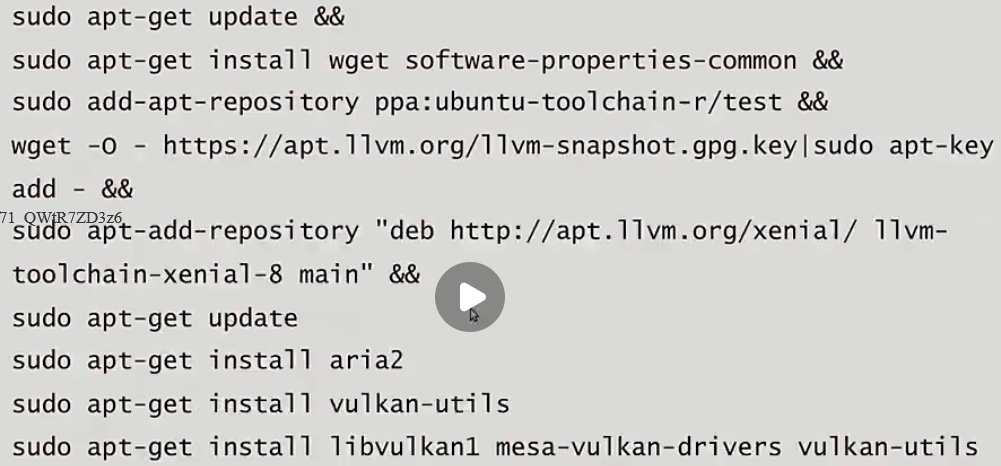 sudo apt-get update &&
sudo apt-get install wget software-properties-common &&
sudo add-apt-repository ppa:ubuntu-toolchain-r/test &&
wget -O - https://apt.llvm.org/llvm-snapshot.gpg.key|sudo apt-key
add - &&
71_QWtR7ZD3z6
sudo apt-add-repository "deb http://apt.llvm.org/xenial/ llvm-
toolchain-xenial-8 main" &&
sudo apt-get update
sudo apt-get install aria2
sudo apt-get install vulkan-utils
sudo apt-get install libvulkan1 mesa-vulkan-drivers vulkan-utils